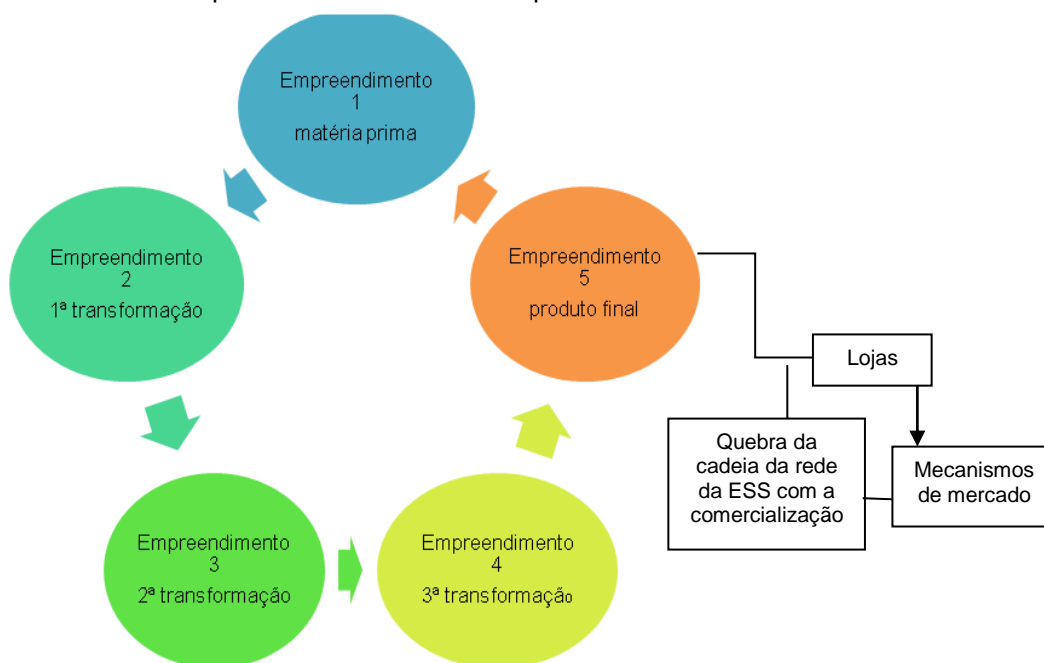 Empreendimento
1
matéria prima
Empreendimento
2
1ª transformação
Empreendimento
5
produto final
Empreendimento
3
2ª transformação
Empreendimento
4
3ª transformação
Lojas
Quebra da
cadeia da rede
da ESS com a
comercialização
Mecanismos
de mercado